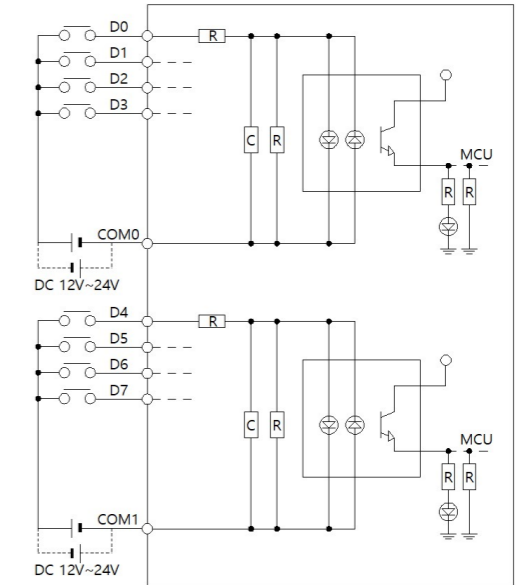 D0
R
D1
D2
D3
C R
MCU
R R
COM0
DC 12V~24V
D4
R
D5
D6
D7
C R
MCU
R R
COM1
DC 12V~24V